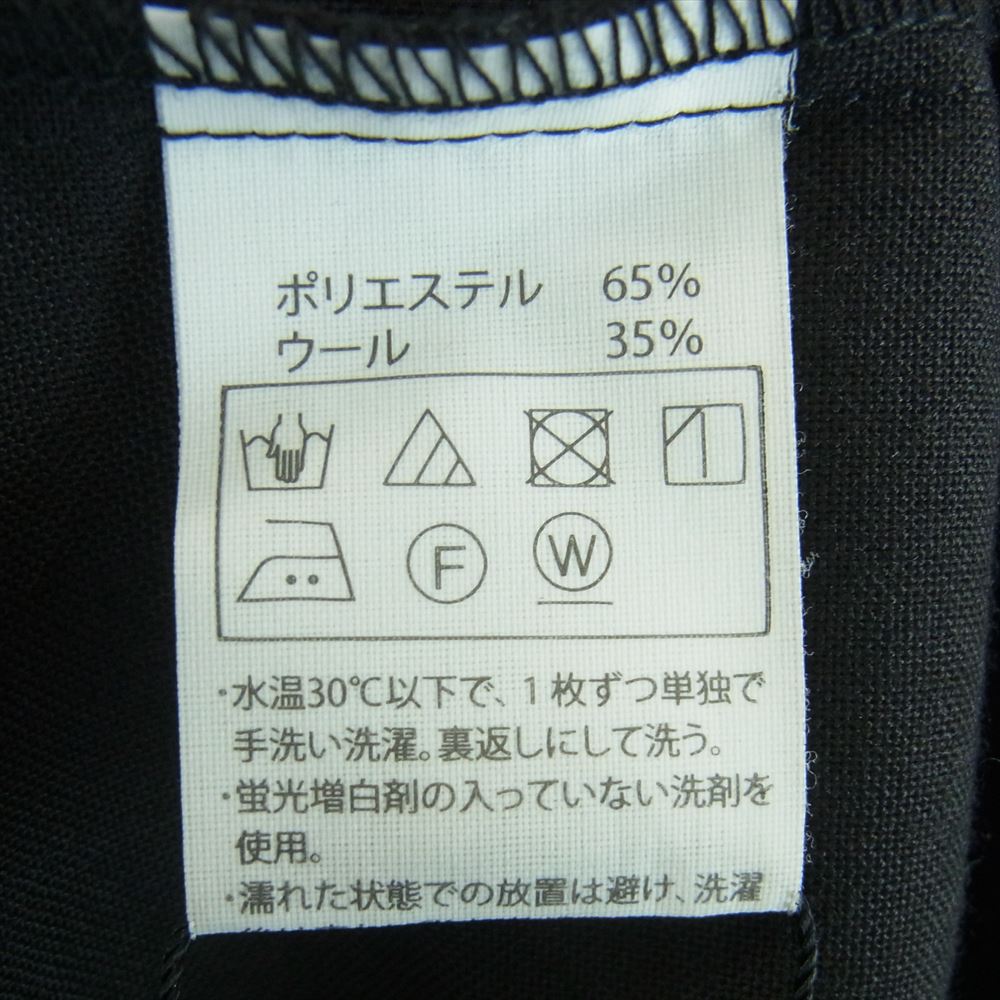 ポリエステル 65%
ウール 35%
F W
・水温30℃以下で、1枚ずつ単独で
手洗い洗濯。裏返しにして洗う。
・蛍光増白剤の入っていない洗剤を
使用。
・濡れた状態での放置は避け、洗濯